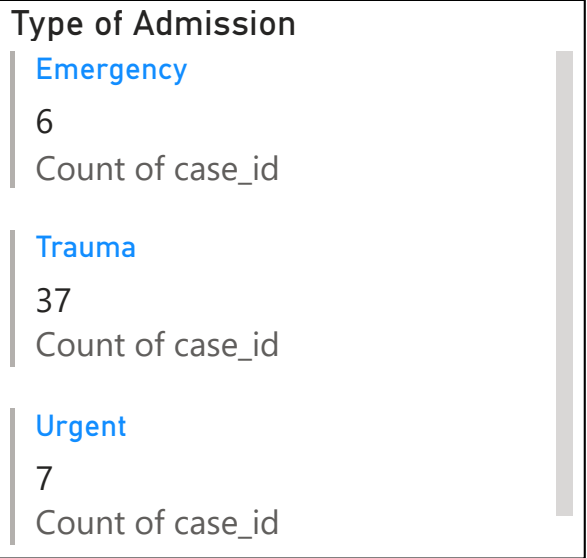 Type of Admission
Emergency
6
Count of case_id
Trauma
37
Count of case_id
Urgent
7
Count of case_id